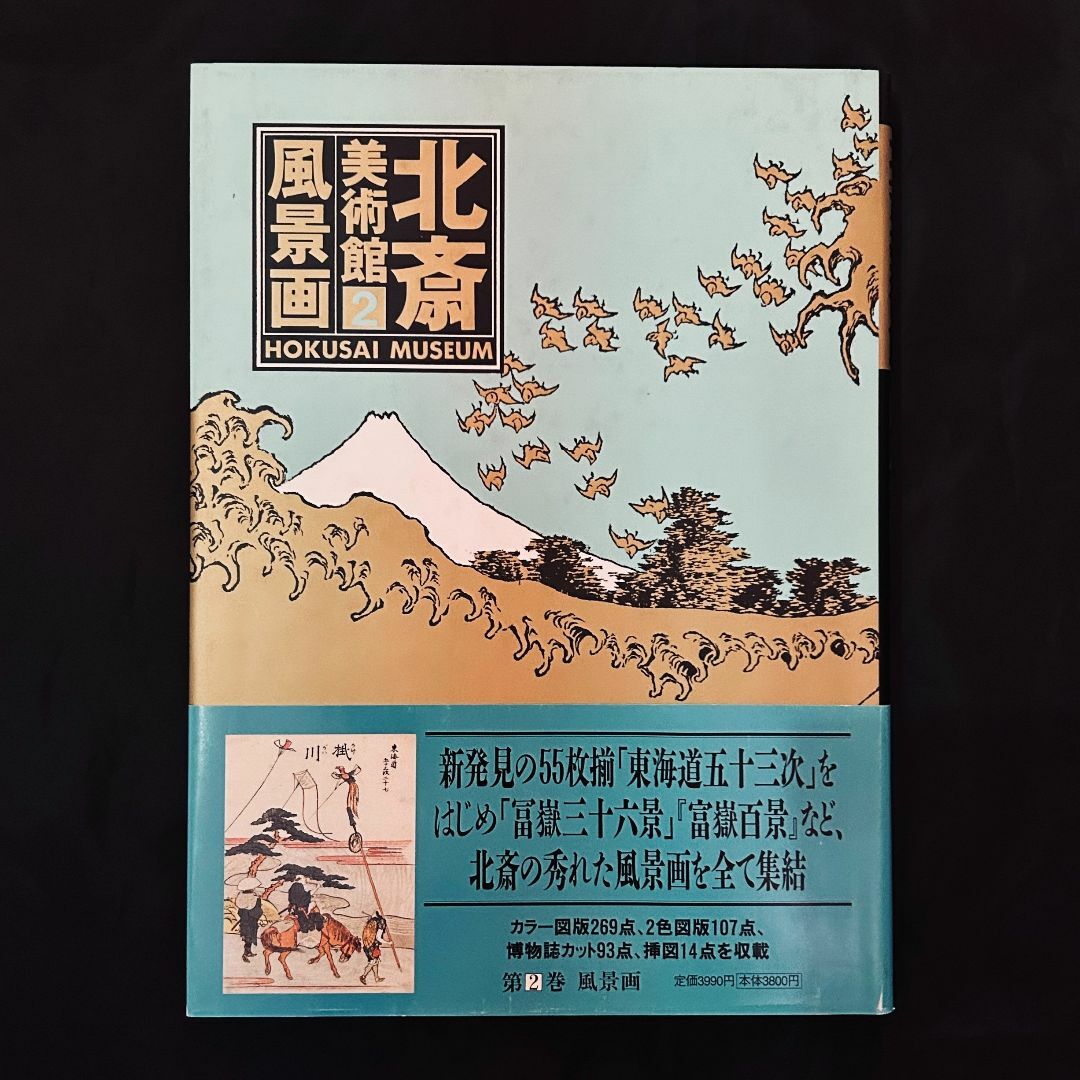 北斎
美術館2
風景画
HOKUSAI MUSEUM
掛川
新発見の55枚揃「東海道五十三次」を
はじめ「冨嶽三十六景」『富嶽百景』など、
北斎の秀れた風景画を全て集結
カラー図版269点、2色図版107点、
博物誌カット93点、挿図14点を収載
第2巻 風景画
定価3990円 本体3800円